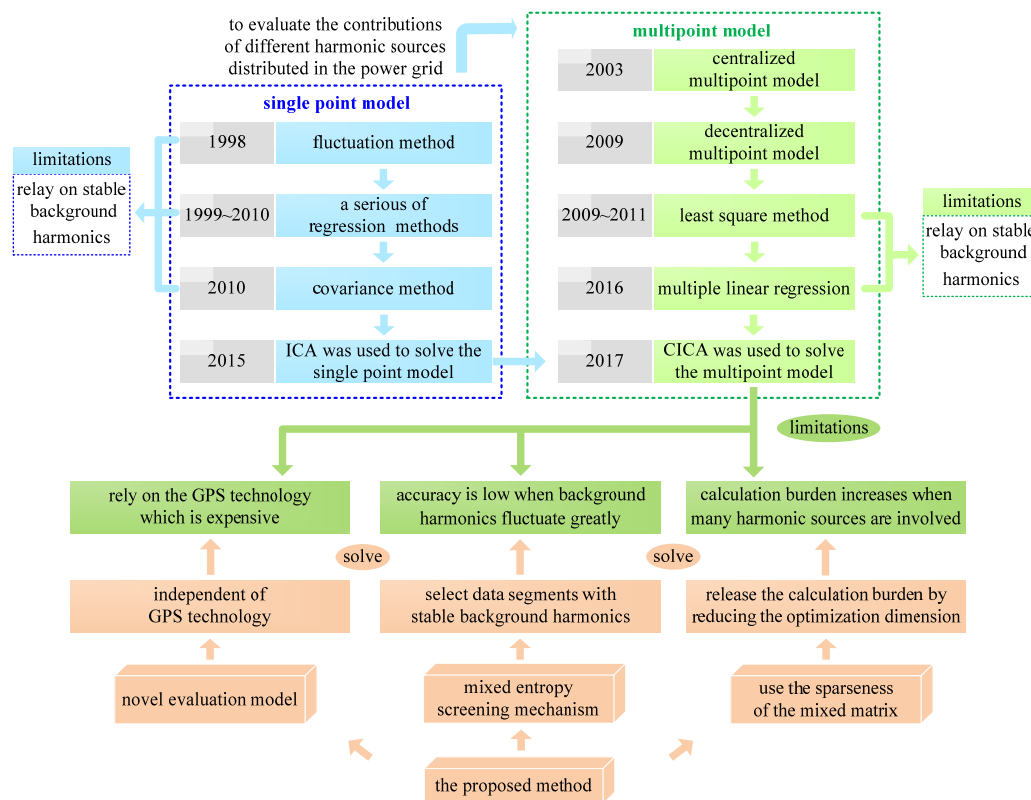 to evaluate the contributions
of different harmonic sources
distributed in the power grid
single point model
1998
fluctuation method
1999~2010
a serious of
regression methods
2010
covariance method
2015
ICA was used to solve the
single point model
limitations
relay on stable
background
harmonics
multipoint model
2003
centralized
multipoint model
2009
decentralized
multipoint model
2009~2011
least square method
2016
multiple linear regression
2017
CICA was used to solve
the multipoint model
limitations
relay on stable
background
harmonics
limitations
rely on the GPS technology
which is expensive
accuracy is low when background
harmonics fluctuate greatly
calculation burden increases when
many harmonic sources are involved
solve
solve
independent of
GPS technology
select data segments with
stable background harmonics
release the calculation burden by
reducing the optimization dimension
novel evaluation model
mixed entropy
screening mechanism
use the sparseness
of the mixed matrix
the proposed method